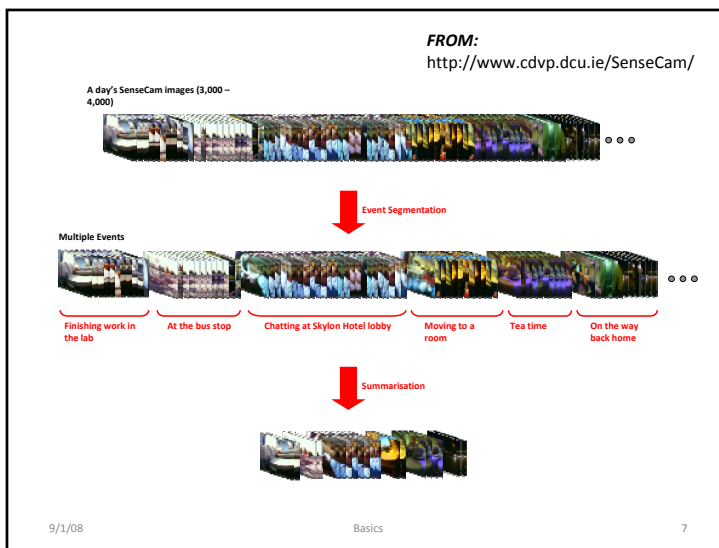 FROM:
http://www.cdvp.dcu.ie/SenseCam/
A day's SenseCam images (3,000 –
4,000)
Event Segmentation
Multiple Events
Finishing work in
the lab
At the bus stop
Chatting at Skylon Hotel lobby
Moving to a
room
Tea time
On the way
back home
Summarisation
9/1/08
Basics
7